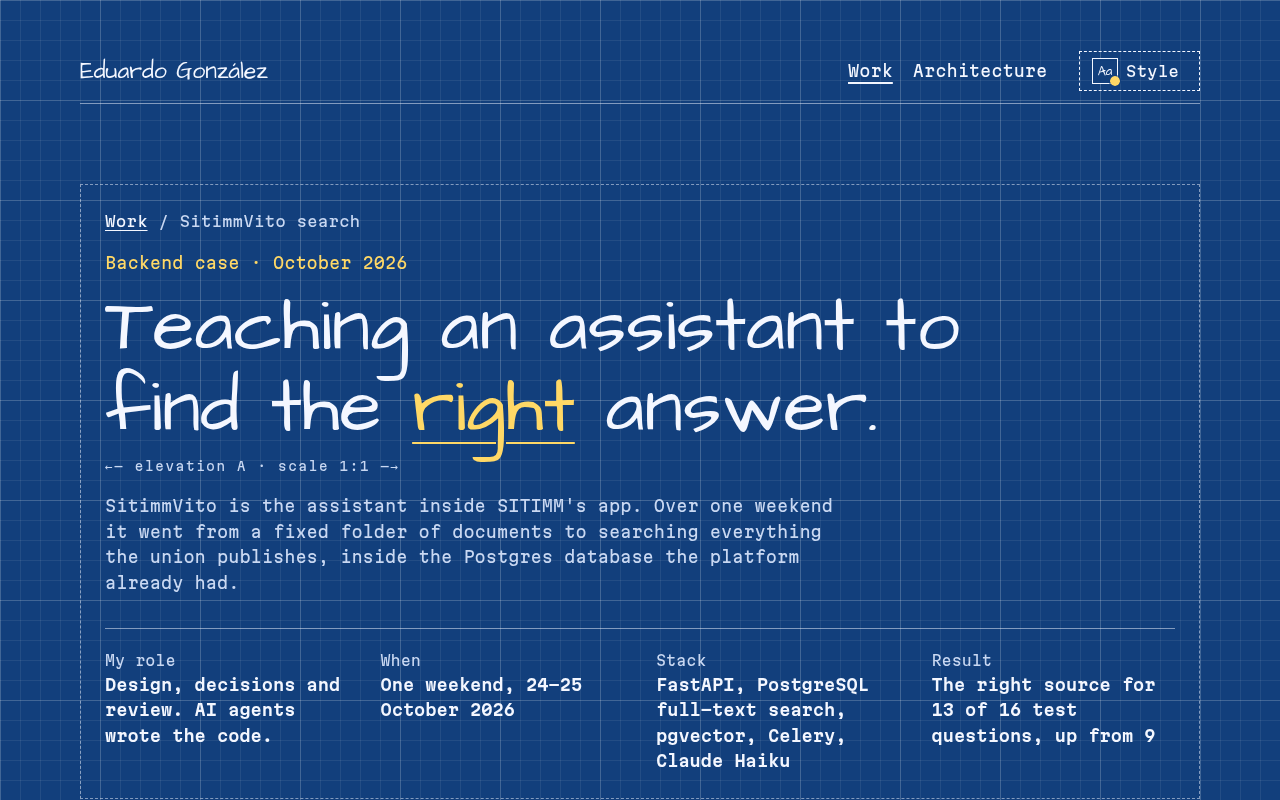 Eduardo González
Work Architecture Aa Style
Work / SitimmVito search
Backend case · October 2026
Teaching an assistant to
find the right answer.
←— elevation A · scale 1:1 —→
SitimmVito is the assistant inside SITIMM's app. Over one weekend
it went from a fixed folder of documents to searching everything
the union publishes, inside the Postgres database the platform
already had.
My role
Design, decisions and
review. AI agents
wrote the code.
When
One weekend, 24–25
October 2026
Stack
FastAPI, PostgreSQL
full-text search,
pgvector, Celery,
Claude Haiku
Result
The right source for
13 of 16 test
questions, up from 9